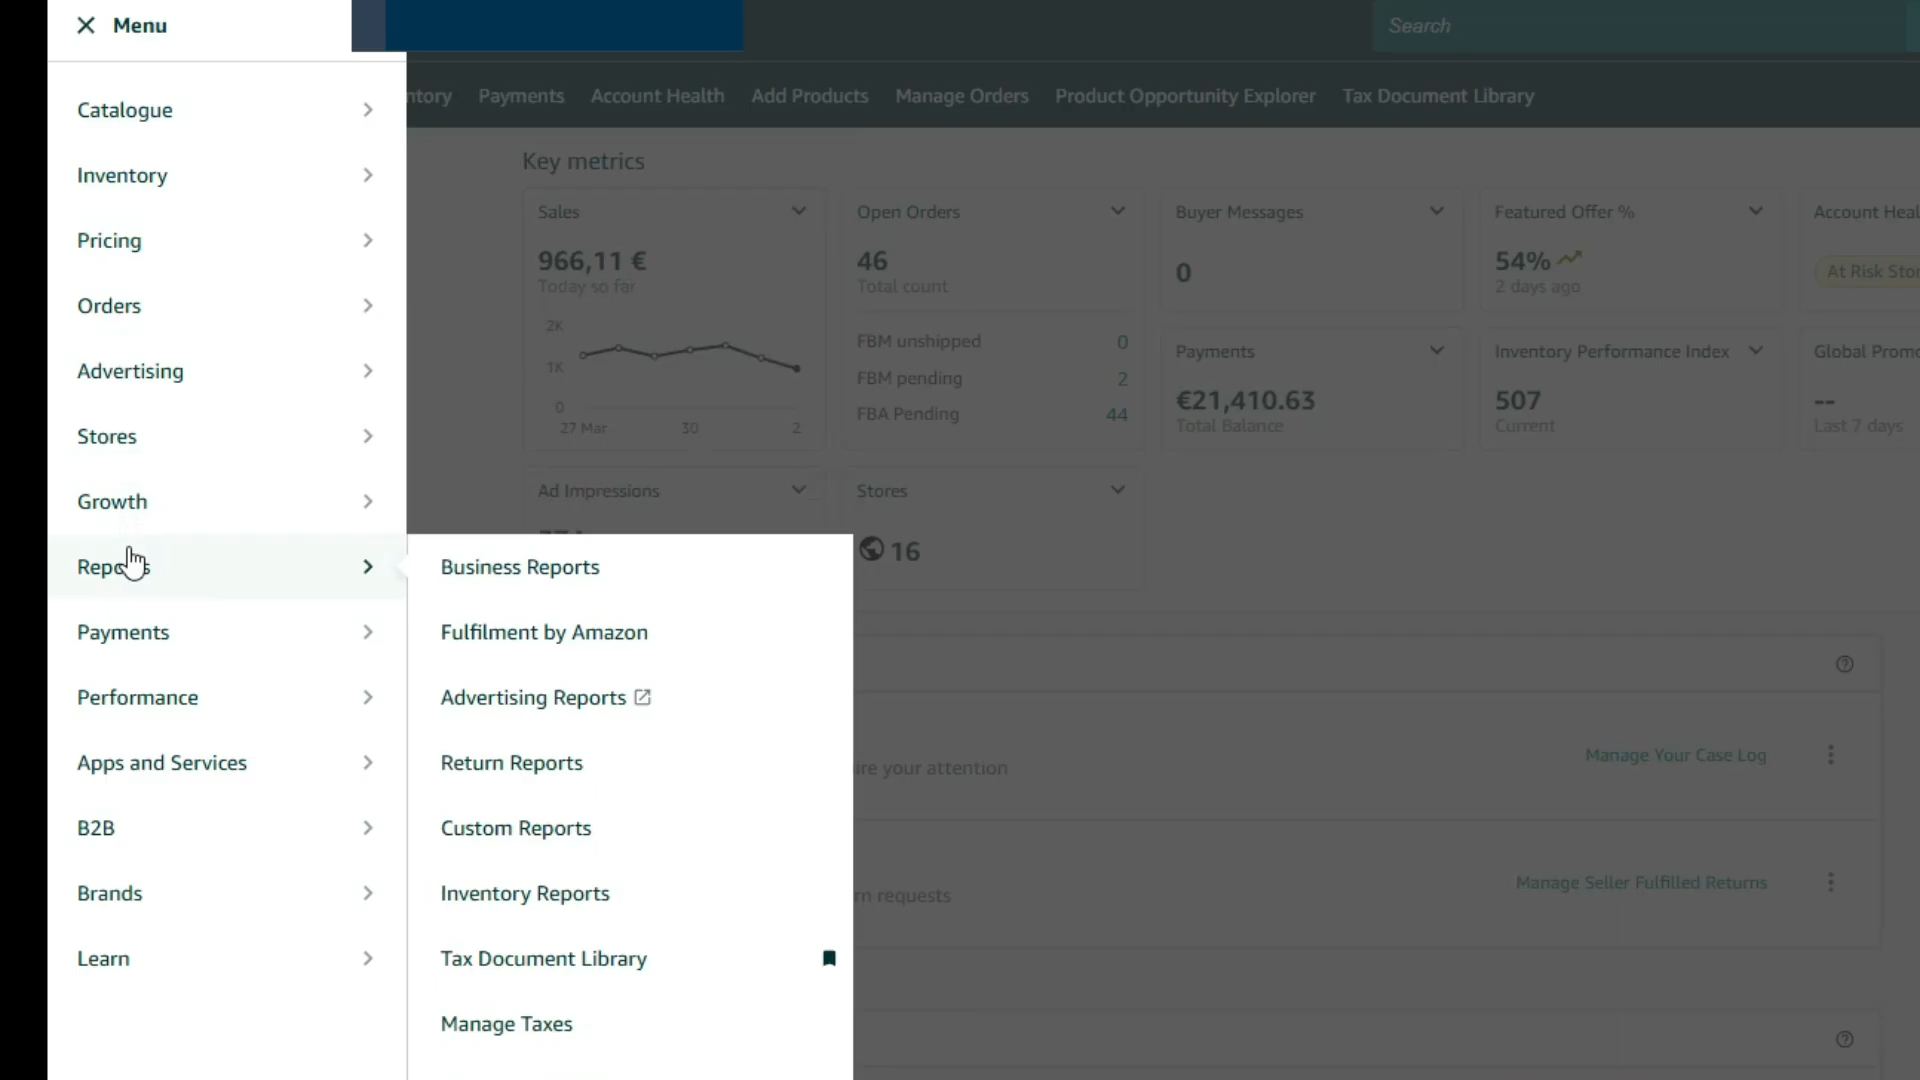 Menu
Search
Catalogue
Inventory
Pricing
Orders
Advertising
Stores
Growth
Reports
Payments
Performance
Apps and Services
B2B
Brands
Learn
Business Reports
Fulfilment by Amazon
Advertising Reports
Return Reports
Custom Reports
Inventory Reports
Tax Document Library
Manage Taxes
ntory Payments Account Health Add Products Manage Orders Product Opportunity Explorer Tax Document Library
Key metrics
Sales
966,11 €
Today so far
2K
1K
0
27 Mar 30 2
Open Orders
46
Total count
FBM unshipped 0
FBM pending 2
FBA Pending 44
Buyer Messages
0
Featured Offer %
54%
2 days ago
Account Heal
At Risk Stor
Payments
€21,410.63
Total Balance
Inventory Performance Index
507
Current
Global Promo
--
Last 7 days
Ad Impressions
Stores
16
ire your attention
Manage Your Case Log
rn requests
Manage Seller Fulfilled Returns